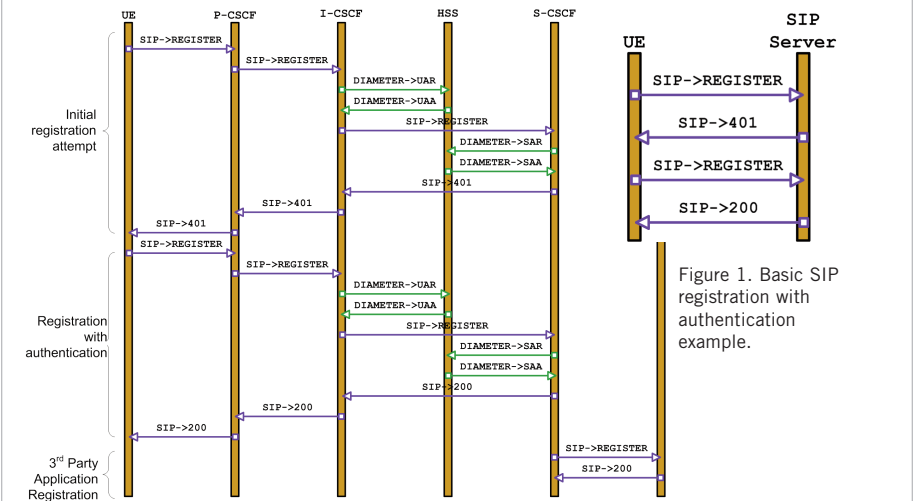 UE P-CSCF I-CSCF HSS S-CSCF
SIP->REGISTER
SIP->REGISTER
DIAMETER->UAR
DIAMETER->UAA
SIP->REGISTER
DIAMETER->SAR
DIAMETER->SAA
SIP->401
SIP->401
SIP->401
Initial
registration
attempt
SIP->REGISTER
SIP->REGISTER
DIAMETER->UAR
DIAMETER->UAA
SIP->REGISTER
DIAMETER->SAR
DIAMETER->SAA
SIP->200
SIP->200
SIP->200
Registration
with
authentication
SIP->REGISTER
SIP->200
3rd Party
Application
Registration
UE
SIP
Server
SIP->REGISTER
SIP->401
SIP->REGISTER
SIP->200
Figure 1. Basic SIP
registration with
authentication
example.